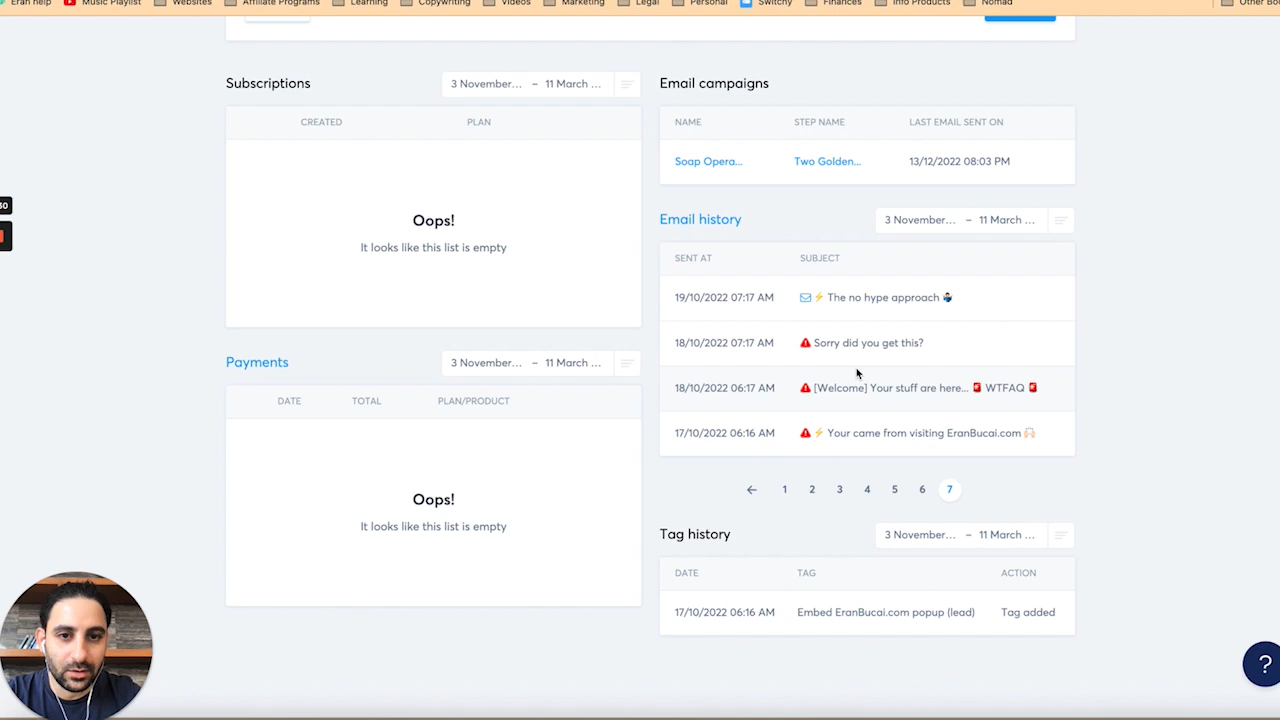 Eran help Music Playlist Websites Affiliate Programs Learning Copywriting Videos Marketing Legal Personal Switchy Finances Info Products Nomad Other Bo
Subscriptions 3 November... – 11 March ...
CREATED PLAN
Oops!
It looks like this list is empty
Payments 3 November... – 11 March ...
DATE TOTAL PLAN/PRODUCT
Oops!
It looks like this list is empty
Email campaigns
NAME STEP NAME LAST EMAIL SENT ON
Soap Opera... Two Golden... 13/12/2022 08:03 PM
Email history 3 November... – 11 March ...
SENT AT SUBJECT
19/10/2022 07:17 AM ⚡ The no hype approach
18/10/2022 07:17 AM Sorry did you get this?
18/10/2022 06:17 AM [Welcome] Your stuff are here... 🚨 WTFAQ 🚨
17/10/2022 06:16 AM ⚡ Your came from visiting EranBucai.com 🙌🏻
← 1 2 3 4 5 6 7
Tag history 3 November... – 11 March ...
DATE TAG ACTION
17/10/2022 06:16 AM Embed EranBucai.com popup (lead) Tag added
30
?